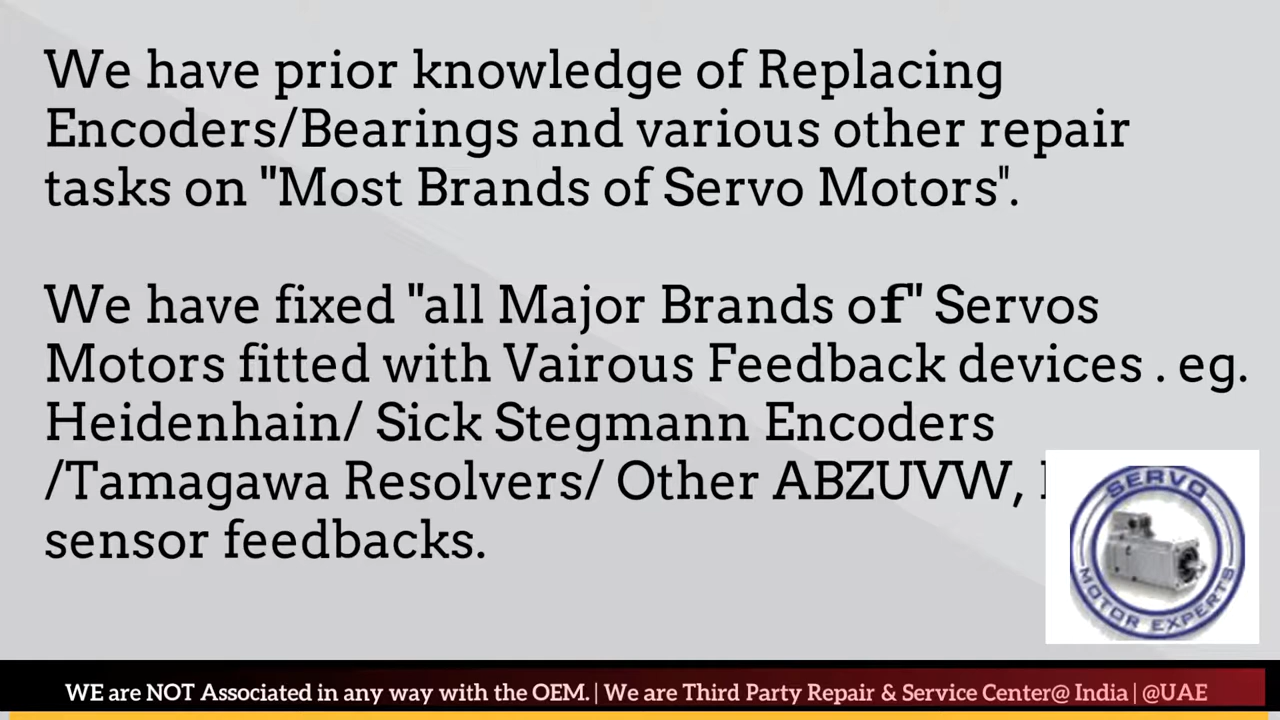 We have prior knowledge of Replacing
Encoders/Bearings and various other repair
tasks on "Most Brands of Servo Motors".
We have fixed "all Major Brands of" Servos
Motors fitted with Vairous Feedback devices . eg.
Heidenhain/ Sick Stegmann Encoders
/Tamagawa Resolvers/ Other ABZUVW,
sensor feedbacks.
SERVO
MOTOR EXPERTS
WE are NOT Associated in any way with the OEM. | We are Third Party Repair & Service Center@ India | @UAE